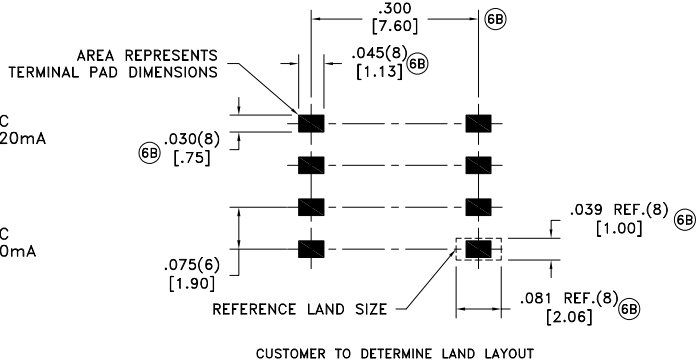 .300
[7.60]
6B
AREA REPRESENTS
TERMINAL PAD DIMENSIONS
.045(8)
[1.13]
6B
C
20mA
6B
.030(8)
[.75]
C
0mA
.039 REF.(8)
[1.00]
6B
.075(6)
[1.90]
REFERENCE LAND SIZE
.081 REF.(8)
[2.06]
6B
CUSTOMER TO DETERMINE LAND LAYOUT